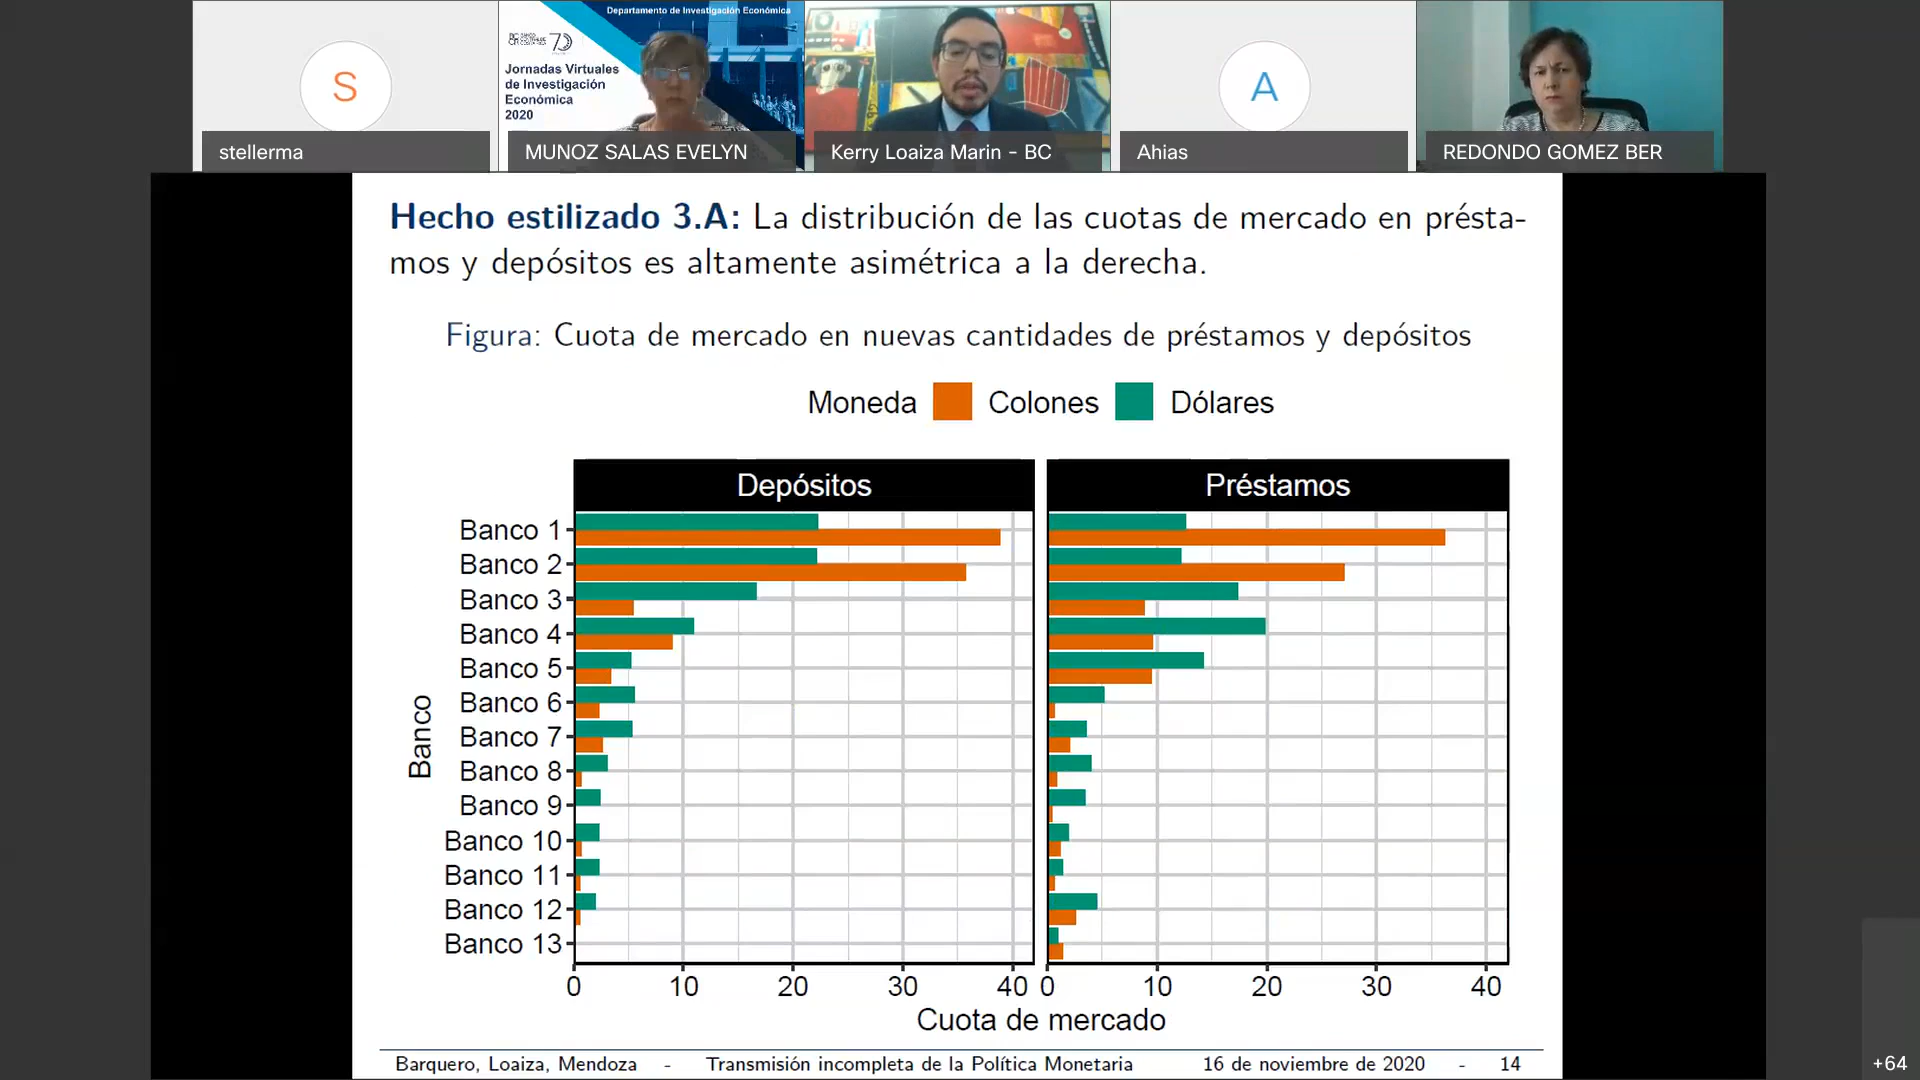 S
stellerma
Departamento de Investigación Económica
Jornadas Virtuales
de Investigación
Económica
2020
MUNOZ SALAS EVELYN
Kerry Loaiza Marin - BC
A
Ahias
REDONDO GOMEZ BER
Hecho estilizado 3.A: La distribución de las cuotas de mercado en présta-
mos y depósitos es altamente asimétrica a la derecha.
Figura: Cuota de mercado en nuevas cantidades de préstamos y depósitos
Moneda Colones Dólares
Depósitos Préstamos
Banco
Banco 1
Banco 2
Banco 3
Banco 4
Banco 5
Banco 6
Banco 7
Banco 8
Banco 9
Banco 10
Banco 11
Banco 12
Banco 13
0 10 20 30 40 0 10 20 30 40
Cuota de mercado
Barquero, Loaiza, Mendoza - Transmisión incompleta de la Política Monetaria 16 de noviembre de 2020 - 14
+64